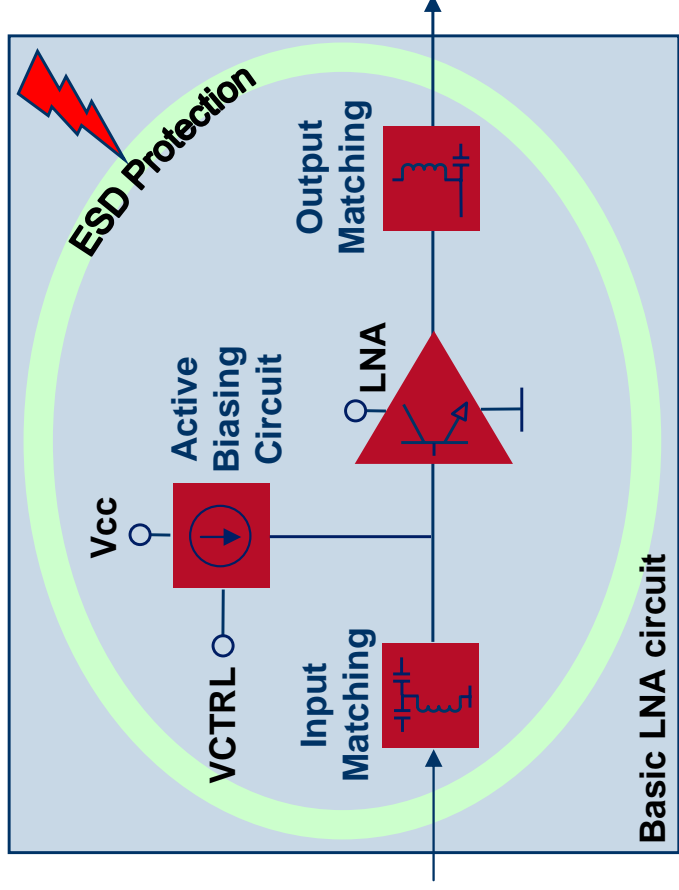 ESD Protection
Vcc
Active
Biasing
Circuit
VCTRL
Input
Matching
LNA
Output
Matching
Basic LNA circuit